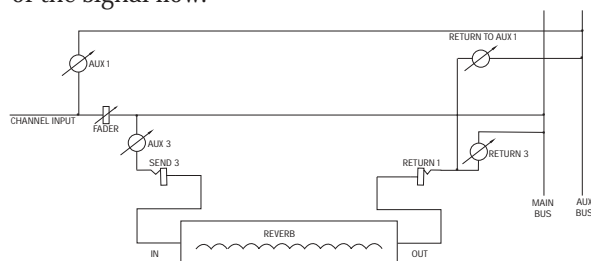 of the signal flow.
RETURN TO AUX 1
AUX 1
CHANNEL INPUT
FADER
AUX 3
SEND 3
RETURN 1
RETURN 3
MAIN
BUS
AUX
BUS
REVERB
IN
OUT